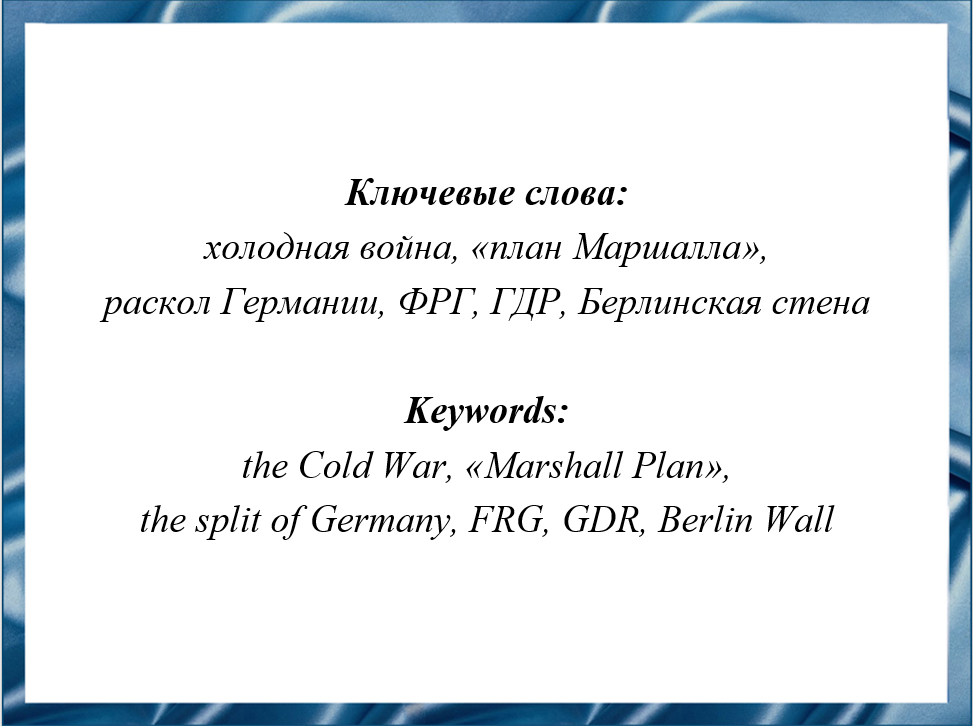 Ключевые слова:
холодная война, «план Маршалла»,
раскол Германии, ФРГ, ГДР, Берлинская стена
Keywords:
the Cold War, «Marshall Plan»,
the split of Germany, FRG, GDR, Berlin Wall